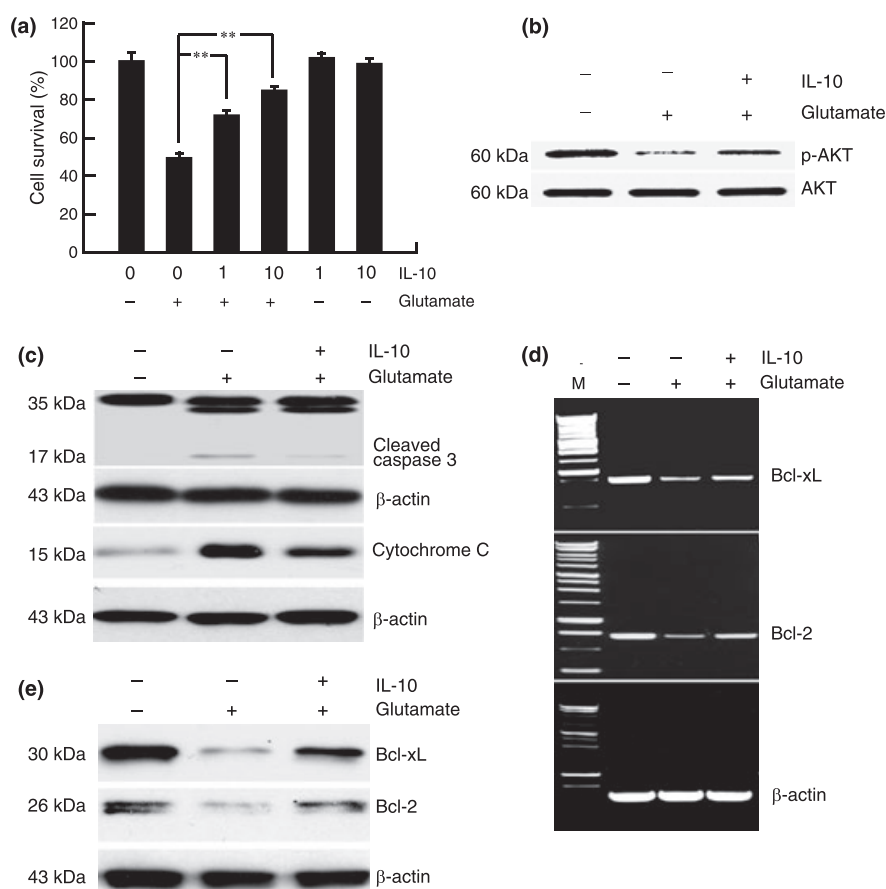 (a)
120
100
80
60
40
20
0
Cell survival (%)
** 
**
0 0 1 10 1 10 IL-10
− + + + − − Glutamate
(b)
− − + IL-10
− + + Glutamate
60 kDa p-AKT
60 kDa AKT
(c)
− − + IL-10
− + + Glutamate
35 kDa
17 kDa Cleaved
caspase 3
43 kDa β-actin
15 kDa Cytochrome C
43 kDa β-actin
(d)
− − + IL-10
M − + + Glutamate
Bcl-xL
Bcl-2
β-actin
(e)
− − + IL-10
− + + Glutamate
30 kDa Bcl-xL
26 kDa Bcl-2
43 kDa β-actin